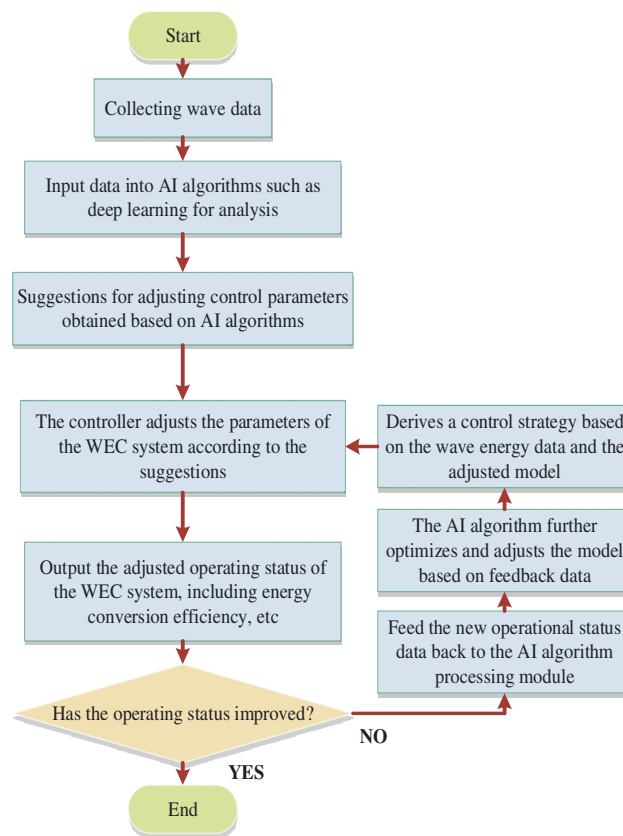 Start
Collecting wave data
Input data into AI algorithms such as
deep learning for analysis
Suggestions for adjusting control parameters
obtained based on AI algorithms
The controller adjusts the parameters of
the WEC system according to the
suggestions
Derives a control strategy based
on the wave energy data and the
adjusted model
The AI algorithm further
optimizes and adjusts the model
based on feedback data
Output the adjusted operating status of
the WEC system, including energy
conversion efficiency, etc
Feed the new operational status
data back to the AI algorithm
processing module
Has the operating status improved?
NO
YES
End